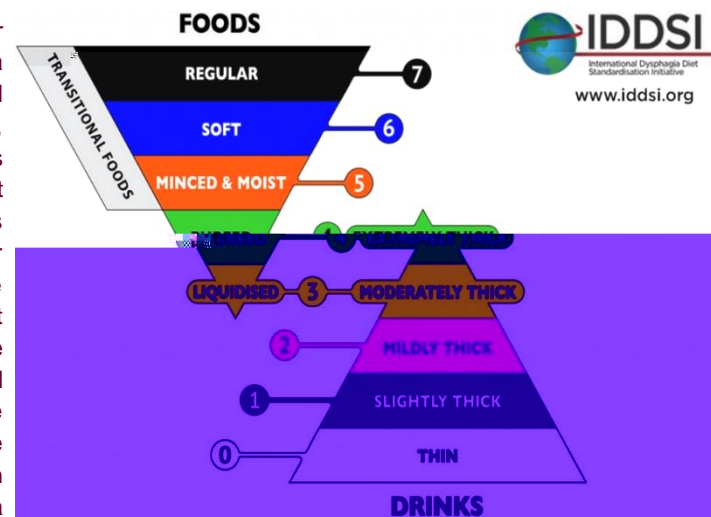 FOODS
IDDSI
International Dysphagia Diet
Standardisation Initiative
www.iddsi.org
TRANSITIONAL FOODS
REGULAR
7
SOFT
6
MINCED & MOIST
5
4
EXTREMELY THICK
LIQUIDISED
3
MODERATELY THICK
2
MILDLY THICK
1
SLIGHTLY THICK
0
THIN
DRINKS